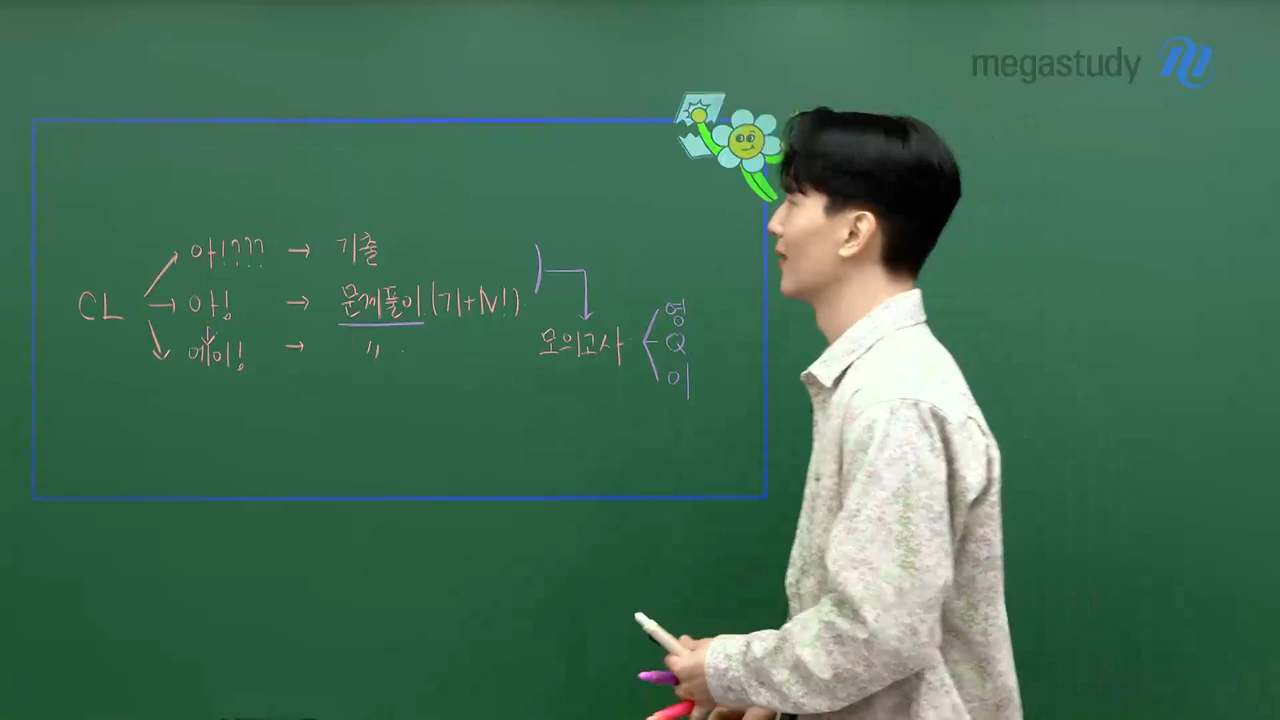 megastudy
아!??? → 기출
CL → 아! → 문제풀이 (기+N!)
에이! → 〃
모의고사
영
Q
이